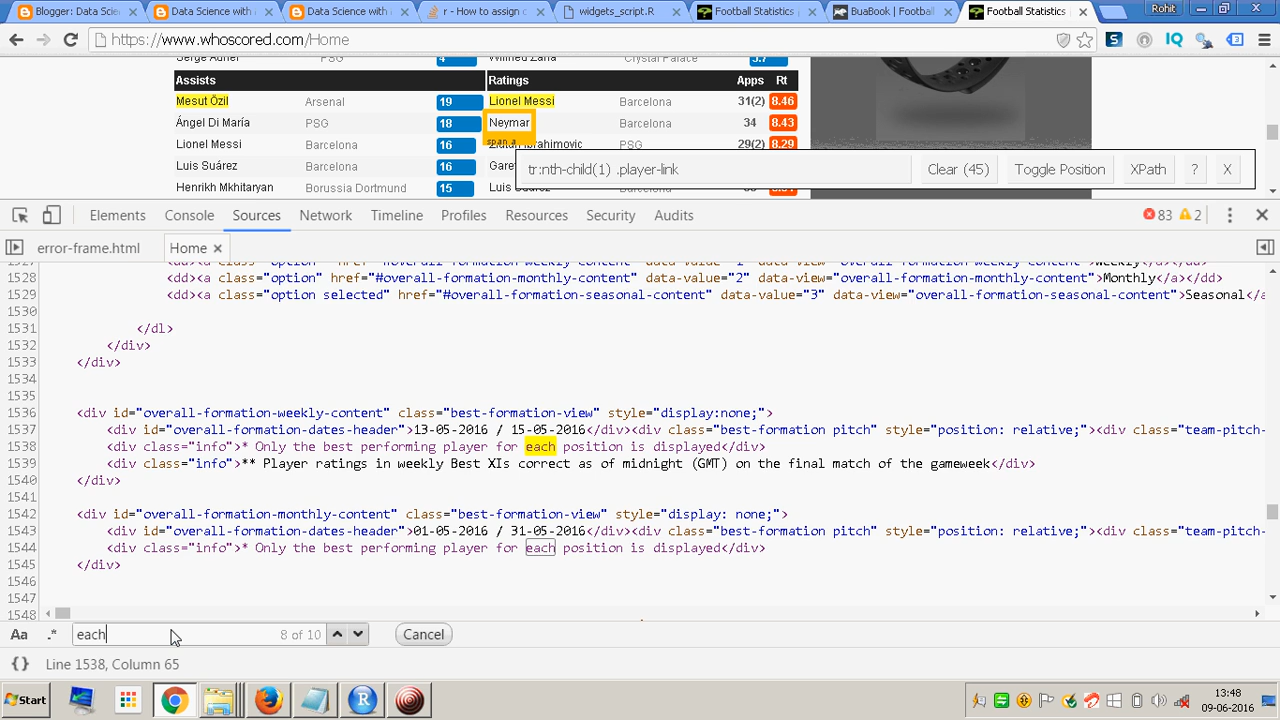 Blogger: Data Science
Data Science with
Data Science with
r - How to assign
widgets_script.R
Football Statistics
EtaBook | Football
Football Statistics
Rohit
https://www.whoscored.com/Home
PSG 4 Crystal Palace 5.7
Assists Ratings Apps Rt
Mesut Özil Arsenal 19 Lionel Messi Barcelona 31(2) 8.46
Ángel Di María PSG 18 Neymar Barcelona 34 8.43
Lionel Messi Barcelona 16 Ibrahimovic 29(2) 8.29
Luis Suárez Barcelona 16
Henrikh Mkhitaryan Borussia Dortmund 15
tr:nth-child(1) .player-link Clear (45) Toggle Position XPath ? X
Elements Console Sources Network Timeline Profiles Resources Security Audits 83 2
error-frame.html Home
1528 <dd><a class="option" href="#overall-formation-monthly-content" data-value="2" data-view="overall-formation-monthly-content">Monthly</a></dd>
1529 <dd><a class="option selected" href="#overall-formation-seasonal-content" data-value="3" data-view="overall-formation-seasonal-content">Seasonal</a
1530
1531 </dl>
1532 </div>
1533 </div>
1534
1535
1536 <div id="overall-formation-weekly-content" class="best-formation-view" style="display:none;">
1537 <div id="overall-formation-dates-header">13-05-2016 / 15-05-2016</div><div class="best-formation pitch" style="position: relative;"><div class="team-pitch-
1538 <div class="info">* Only the best performing player for each position is displayed</div>
1539 <div class="info">** Player ratings in weekly Best XIs correct as of midnight (GMT) on the final match of the gameweek</div>
1540 </div>
1541
1542 <div id="overall-formation-monthly-content" class="best-formation-view" style="display: none;">
1543 <div id="overall-formation-dates-header">01-05-2016 / 31-05-2016</div><div class="best-formation pitch" style="position: relative;"><div class="team-pitch-
1544 <div class="info">* Only the best performing player for each position is displayed</div>
1545 </div>
1546
1547
1548
Aa .* each 8 of 10 Cancel
{} Line 1538, Column 65
Start 13:48
09-06-2016